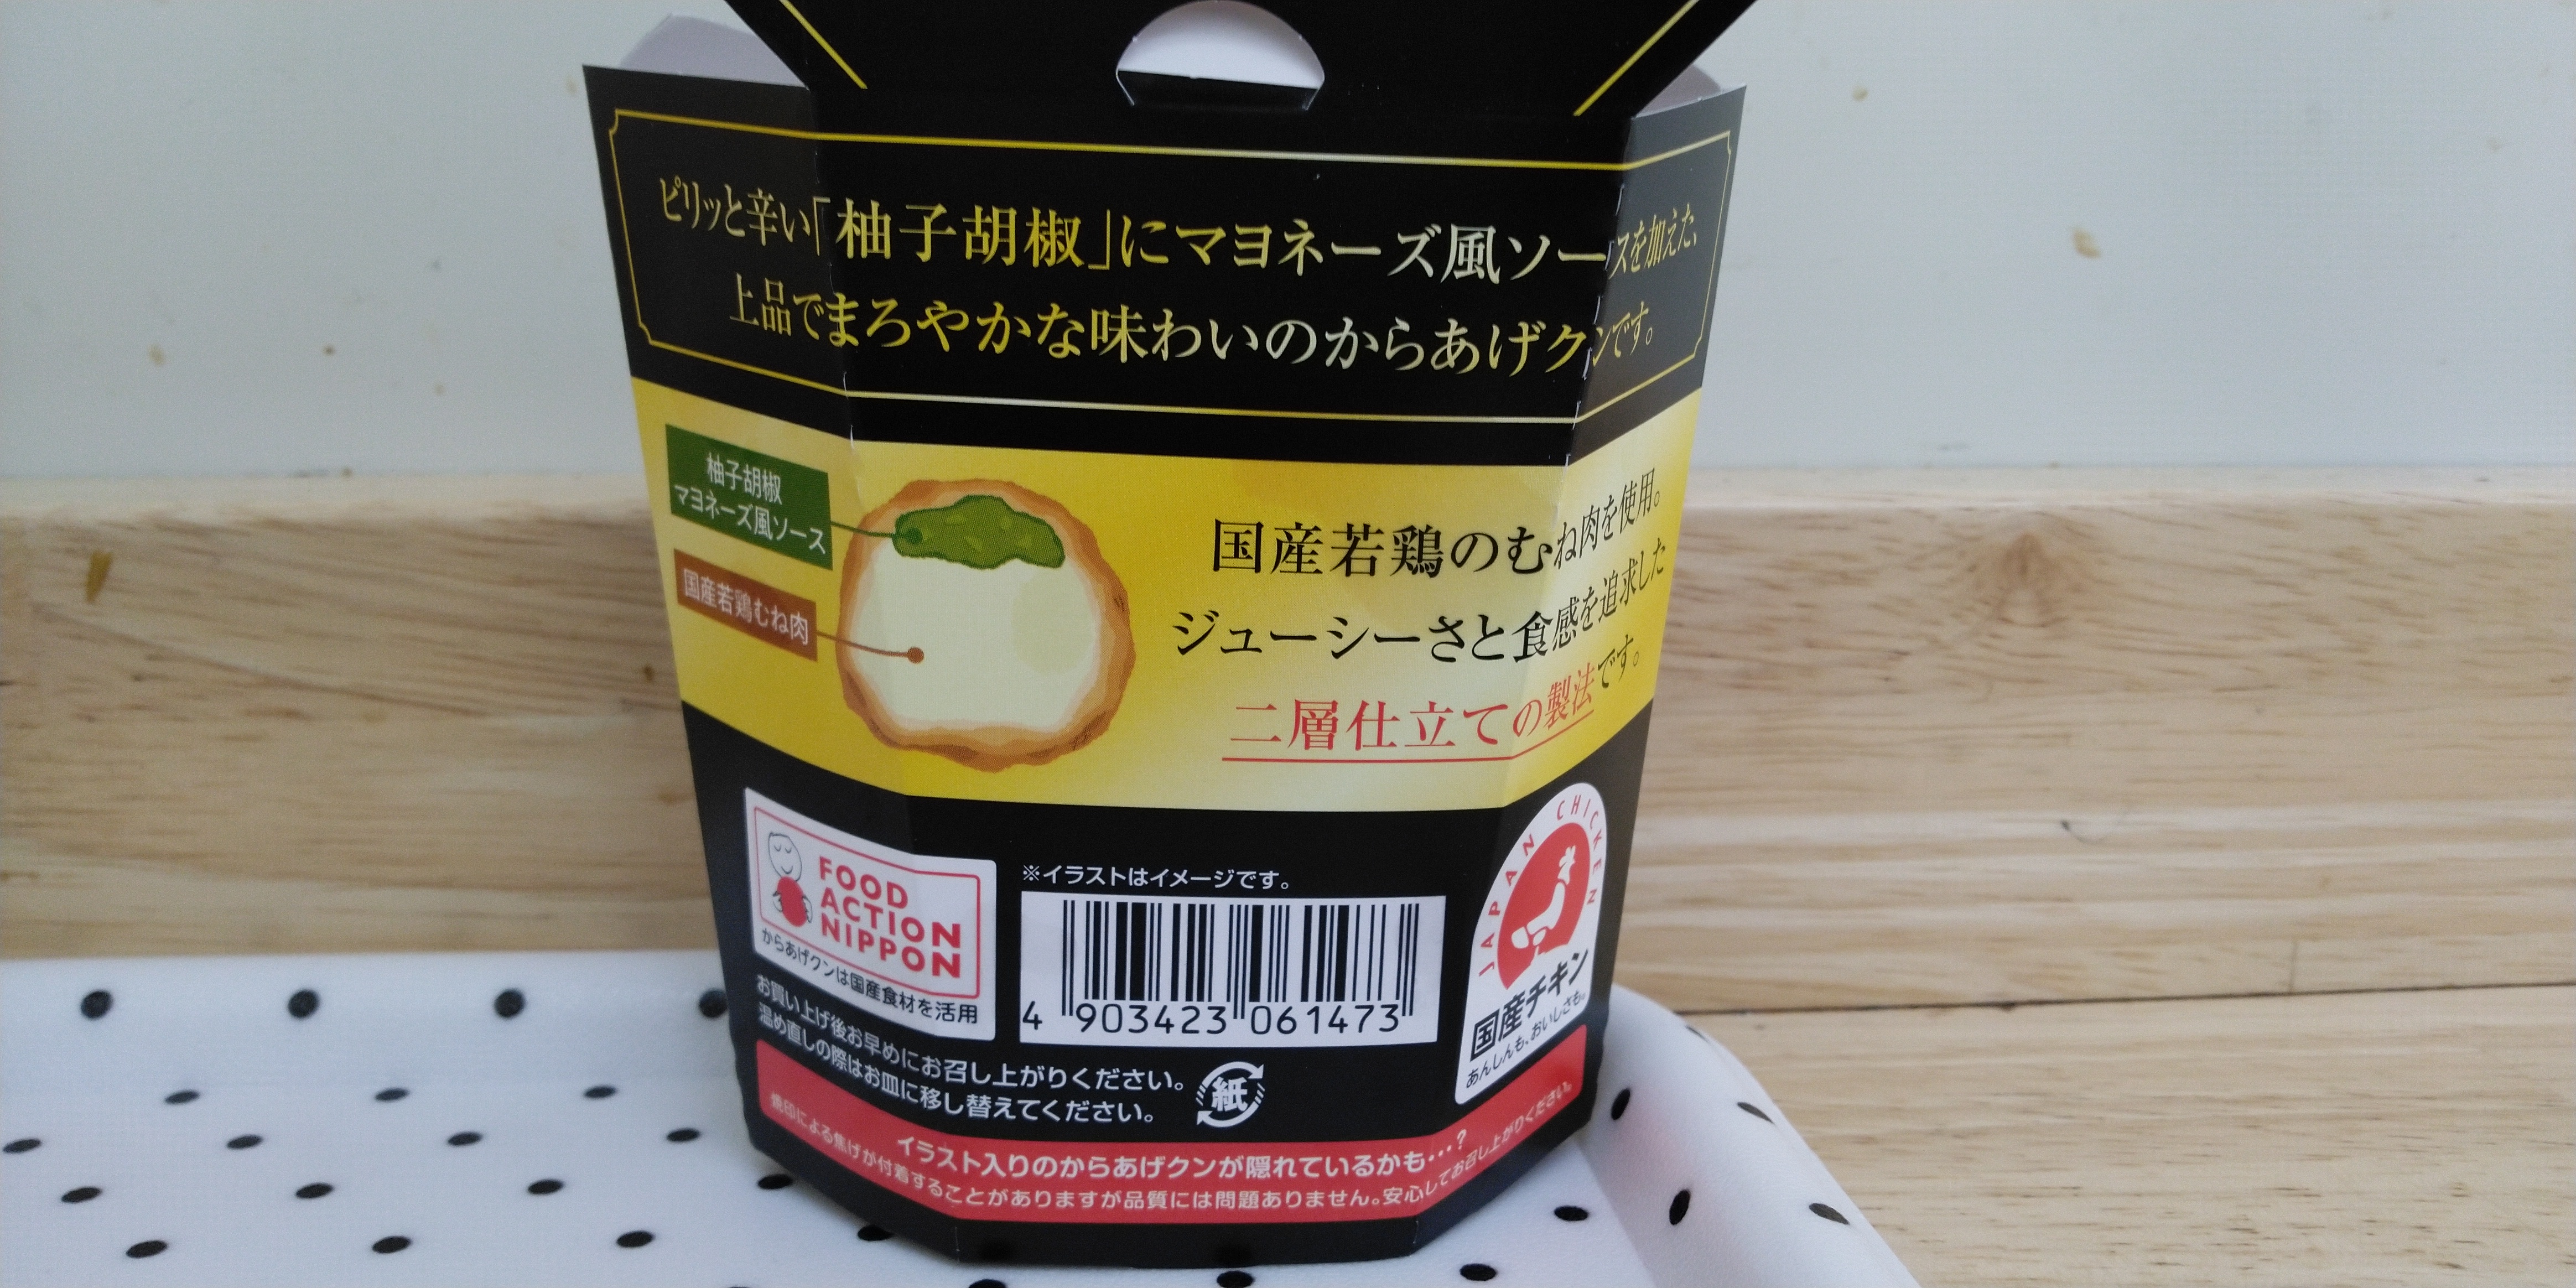 ピリッと辛い「柚子胡椒」にマヨネーズ風ソースを加えた、
上品でまろやかな味わいのからあげクンです。
柚子胡椒
マヨネーズ風ソース
国産若鶏むね肉
国産若鶏のむね肉を使用。
ジューシーさと食感を追求した
二層仕立ての製法です。
FOOD
ACTION
NIPPON
からあげクンは国産食材を活用
※イラストはイメージです。
4 903423 061473
JAPAN CHICKEN
国産チキン
あんしんも、おいしさも。
お買い上げ後お早めにお召し上がりください。
温め直しの際はお皿に移し替えてください。
紙
イラスト入りのからあげクンが隠れているかも…?
焼印による焦げが付着することがありますが品質には問題ありません。安心してお召し上がりください。